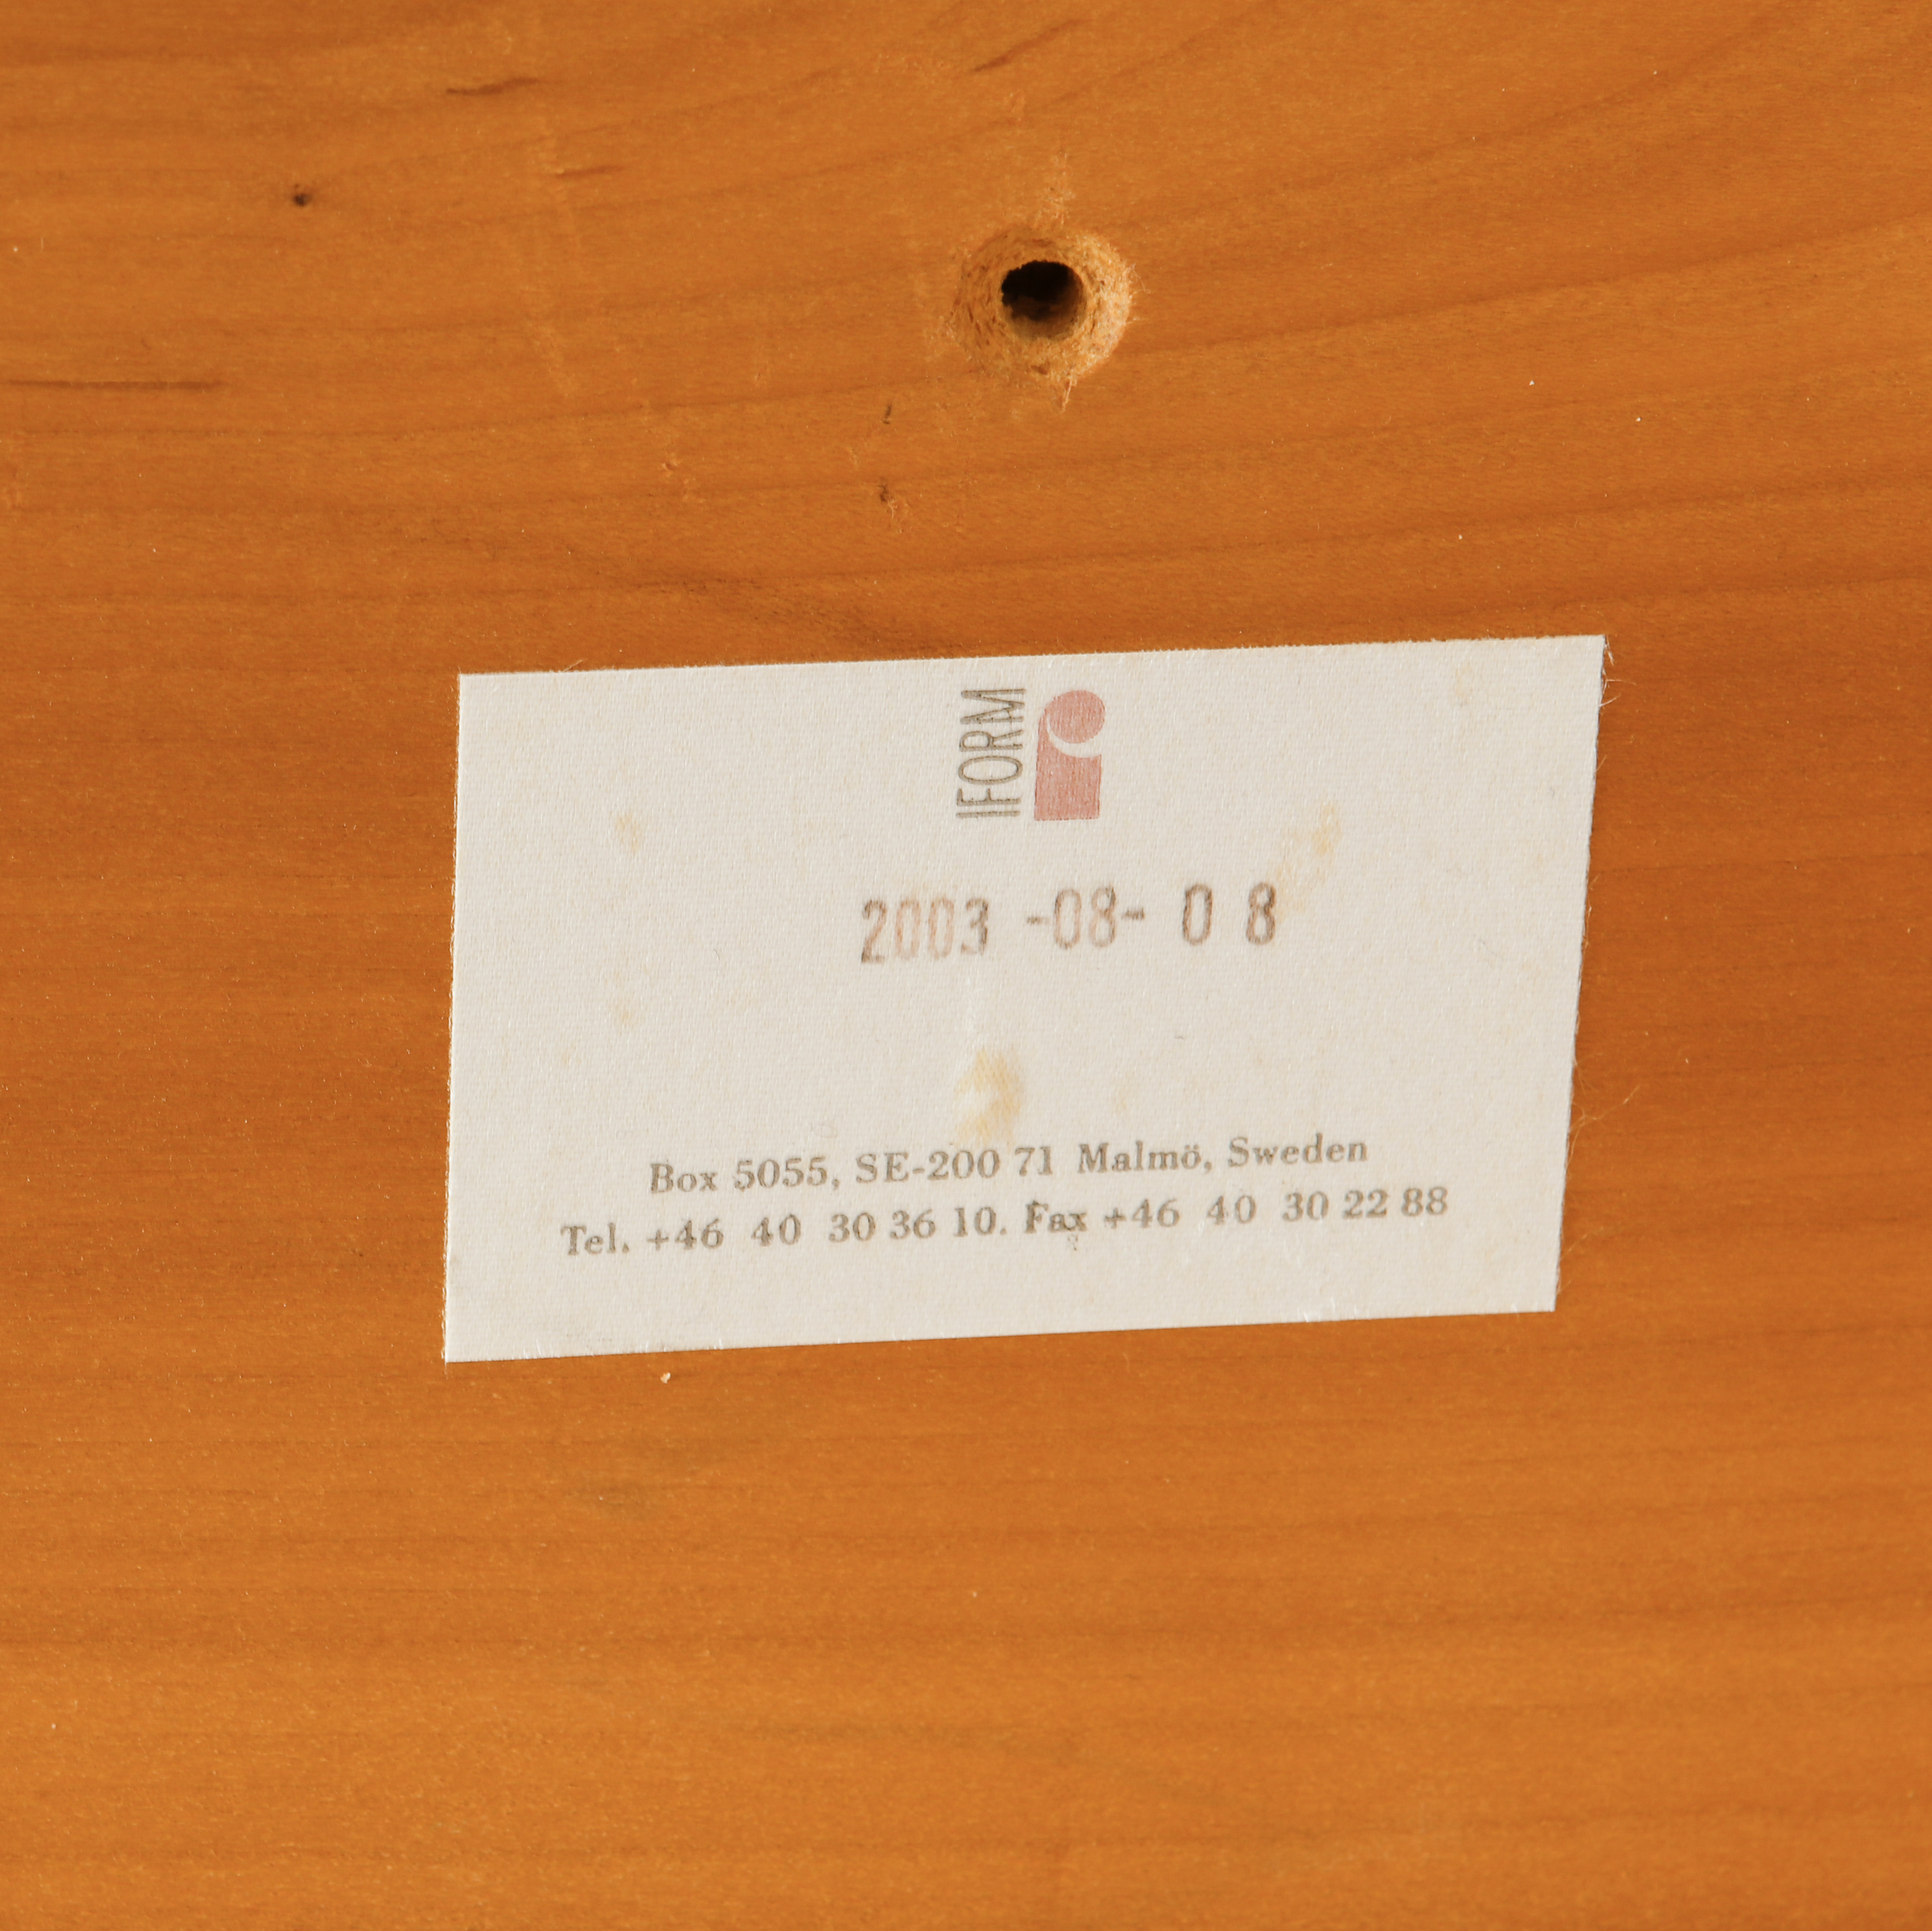 IFORM
2003 -08- 0 8
Box 5055, SE-200 71 Malmö, Sweden
Tel. +46 40 30 36 10. Fax +46 40 30 22 88